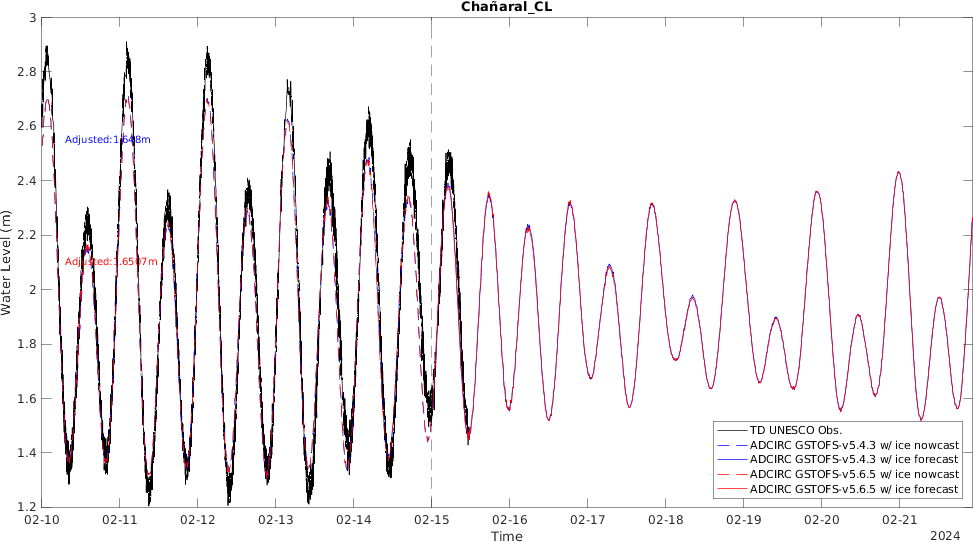 Chañaral_CL
3
2.8
2.6
2.4
2.2
2
1.8
1.6
1.4
1.2
Water Level (m)
Adjusted:1.648m
Adjusted:1.6507m
TD UNESCO Obs.
ADCIRC GSTOFS-v5.4.3 w/ ice nowcast
ADCIRC GSTOFS-v5.4.3 w/ ice forecast
ADCIRC GSTOFS-v5.6.5 w/ ice nowcast
ADCIRC GSTOFS-v5.6.5 w/ ice forecast
02-10 02-11 02-12 02-13 02-14 02-15 02-16 02-17 02-18 02-19 02-20 02-21
Time
2024